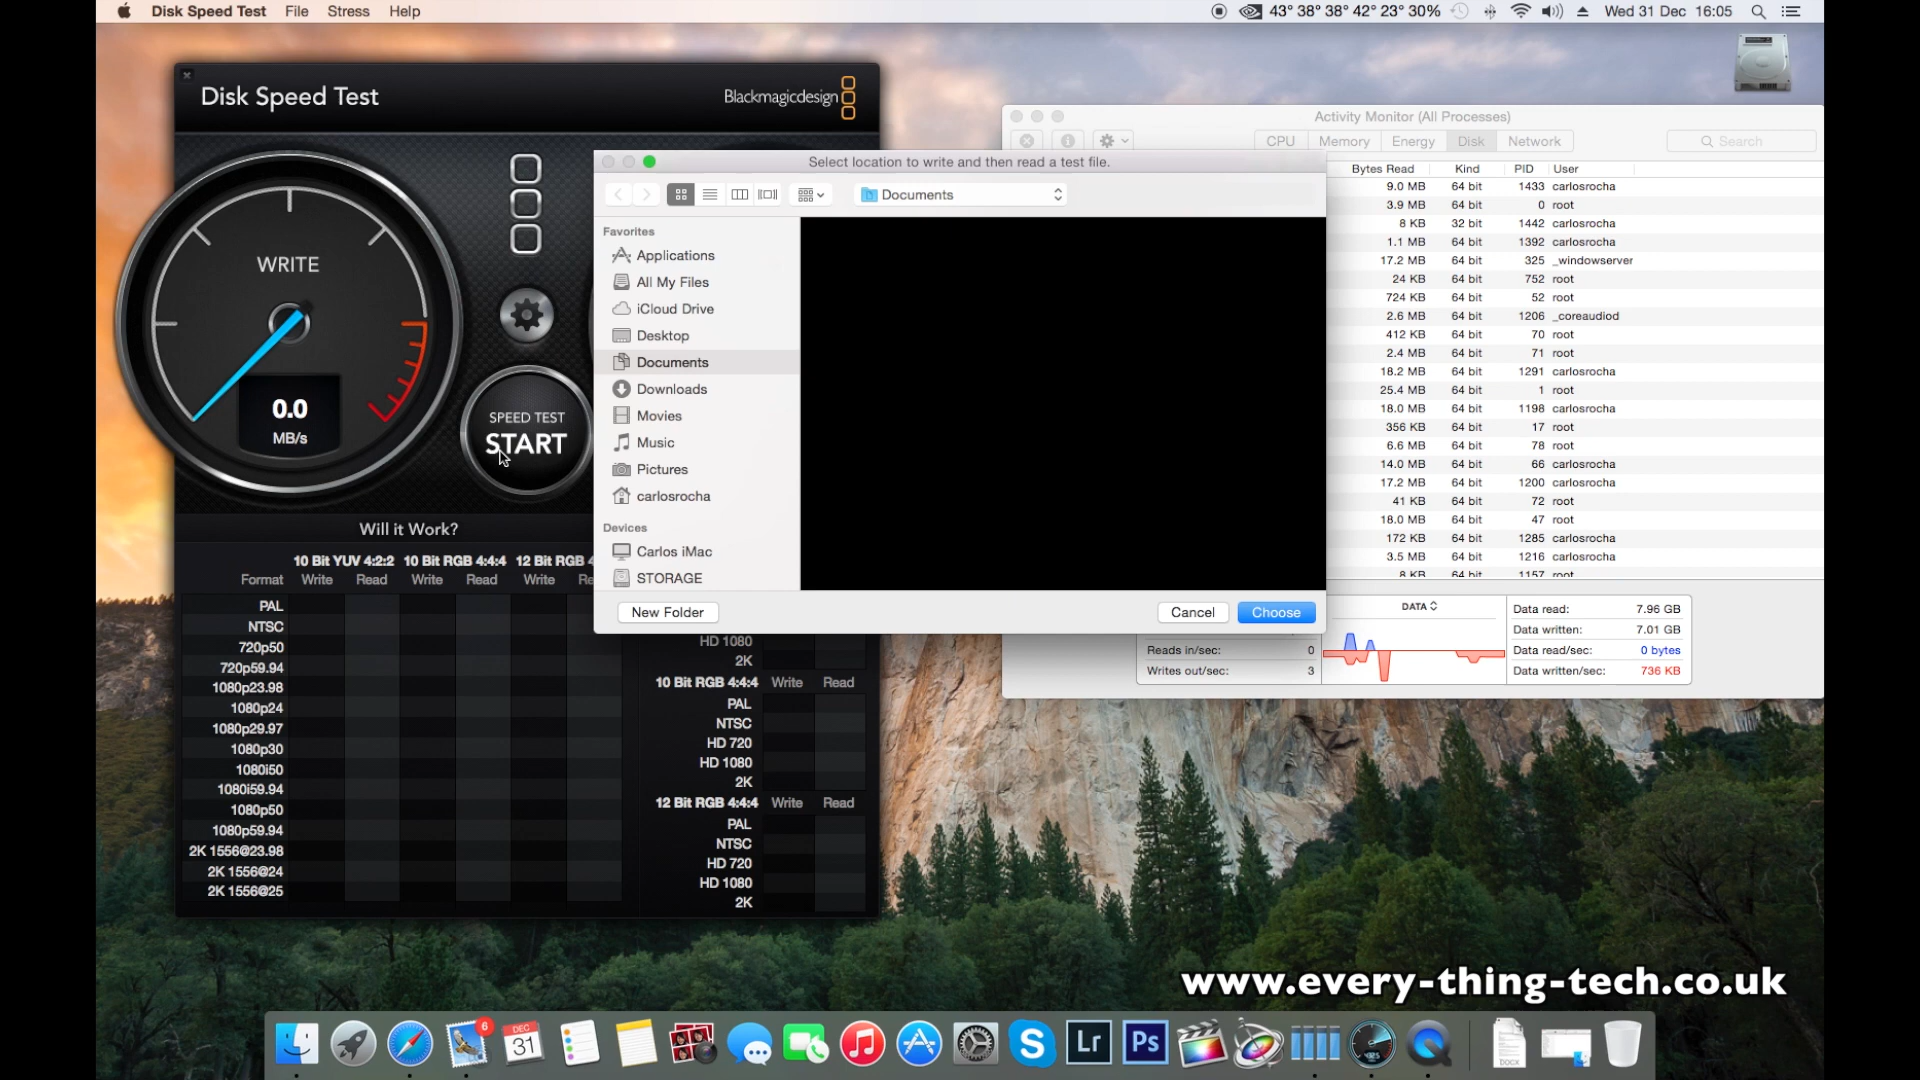 Disk Speed Test File Stress Help
43° 38° 38° 42° 23° 30% Wed 31 Dec 16:05
Disk Speed Test
Blackmagicdesign
WRITE
0.0
MB/s
SPEED TEST
START
Will it Work?
10 Bit YUV 4:2:2 10 Bit RGB 4:4:4 12 Bit RGB
Format Write Read Write Read Write
PAL
NTSC
720p50
720p59.94
1080p23.98
1080p24
1080p29.97
1080p30
1080i50
1080i59.94
1080p50
1080p59.94
2K 1556@23.98
2K 1556@24
2K 1556@25
HD 1080
2K
10 Bit RGB 4:4:4 Write Read
PAL
NTSC
HD 720
HD 1080
2K
12 Bit RGB 4:4:4 Write Read
PAL
NTSC
HD 720
HD 1080
2K
Select location to write and then read a test file.
Documents
Favorites
Applications
All My Files
iCloud Drive
Desktop
Documents
Downloads
Movies
Music
Pictures
carlosrocha
Devices
Carlos iMac
STORAGE
New Folder Cancel Choose
Activity Monitor (All Processes)
CPU Memory Energy Disk Network Search
Bytes Read Kind PID User
9.0 MB 64 bit 1433 carlosrocha
3.9 MB 64 bit 0 root
8 KB 32 bit 1442 carlosrocha
1.1 MB 64 bit 1392 carlosrocha
17.2 MB 64 bit 325 _windowserver
24 KB 64 bit 752 root
724 KB 64 bit 52 root
2.6 MB 64 bit 1206 _coreaudiod
412 KB 64 bit 70 root
2.4 MB 64 bit 71 root
18.2 MB 64 bit 1291 carlosrocha
25.4 MB 64 bit 1 root
18.0 MB 64 bit 1198 carlosrocha
356 KB 64 bit 17 root
6.6 MB 64 bit 78 root
14.0 MB 64 bit 66 carlosrocha
17.2 MB 64 bit 1200 carlosrocha
41 KB 64 bit 72 root
18.0 MB 64 bit 47 root
172 KB 64 bit 1285 carlosrocha
3.5 MB 64 bit 1216 carlosrocha
8 KB 64 bit 1157 root
Reads in/sec: 0
Writes out/sec: 3
DATA
Data read: 7.96 GB
Data written: 7.01 GB
Data read/sec: 0 bytes
Data written/sec: 736 KB
www.every-thing-tech.co.uk
6
DEC
31
S
Lr
Ps
DOCX